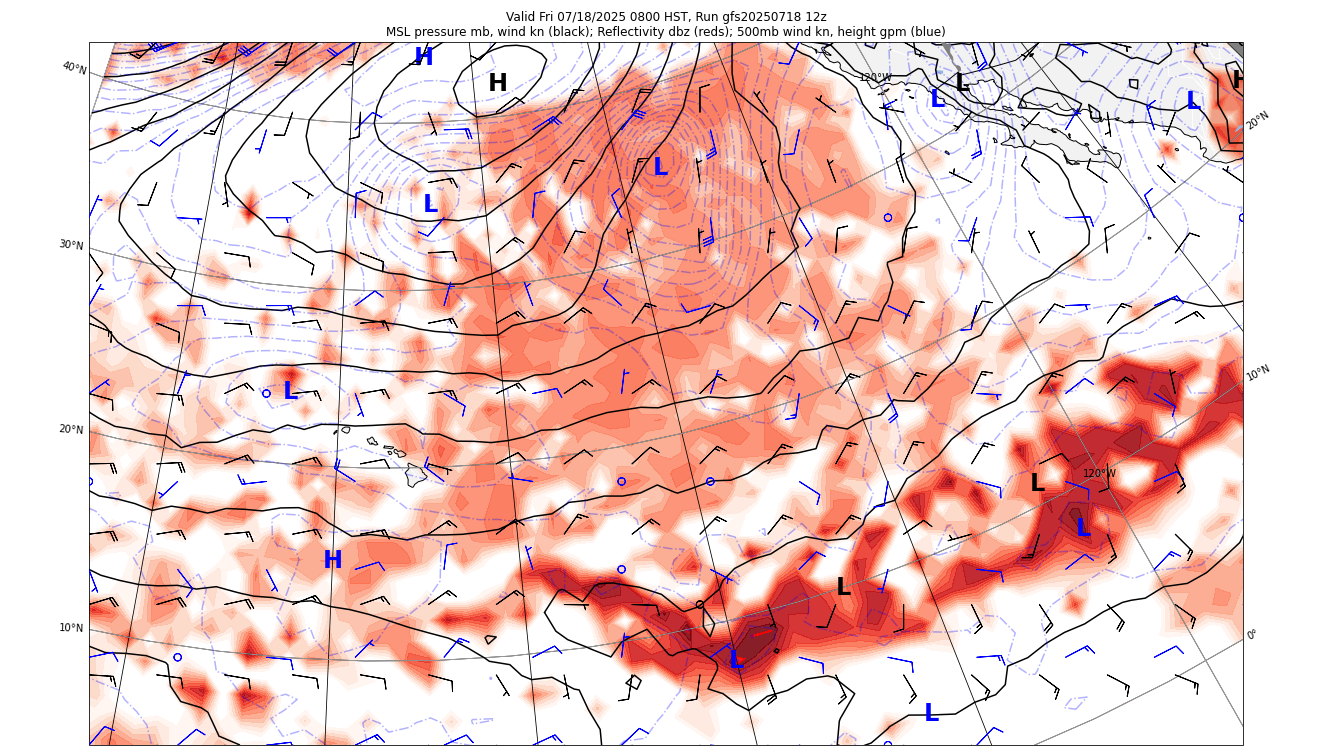 Valid Fri 07/18/2025 0800 HST, Run gfs20250718 12z
MSL pressure mb, wind kn (black); Reflectivity dbz (reds); 500mb wind kn, height gpm (blue)
H
40°N
120°W
H
L
H
L
L
20°N
L
L
30°N
10°N
L
20°N
120°W
L
L
H
L
10°N
0°
L
L